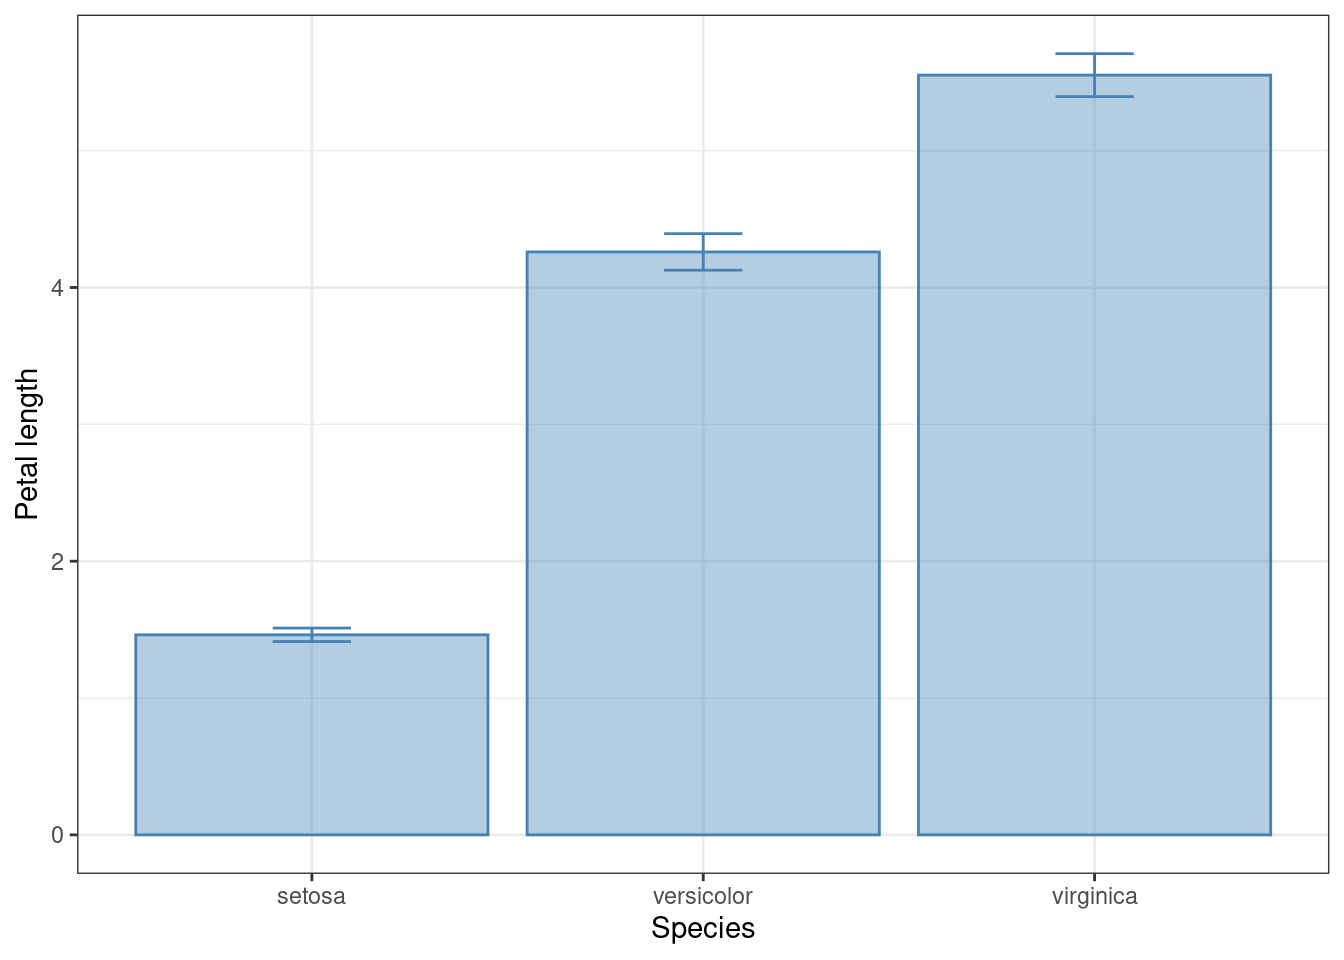 Petal length
4
2
0
setosa
versicolor
virginica
Species